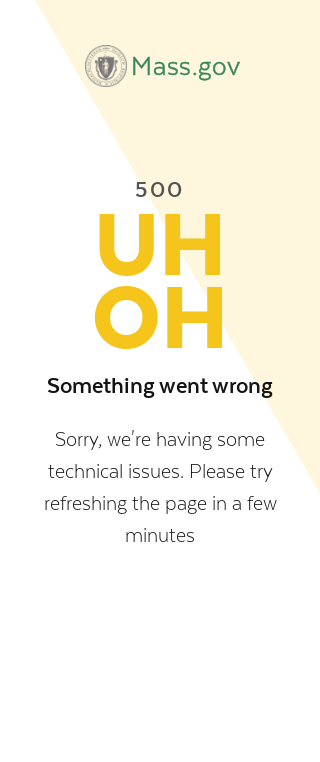 Mass.gov
500
UH
OH
Something went wrong
Sorry, we're having some
technical issues. Please try
refreshing the page in a few
minutes